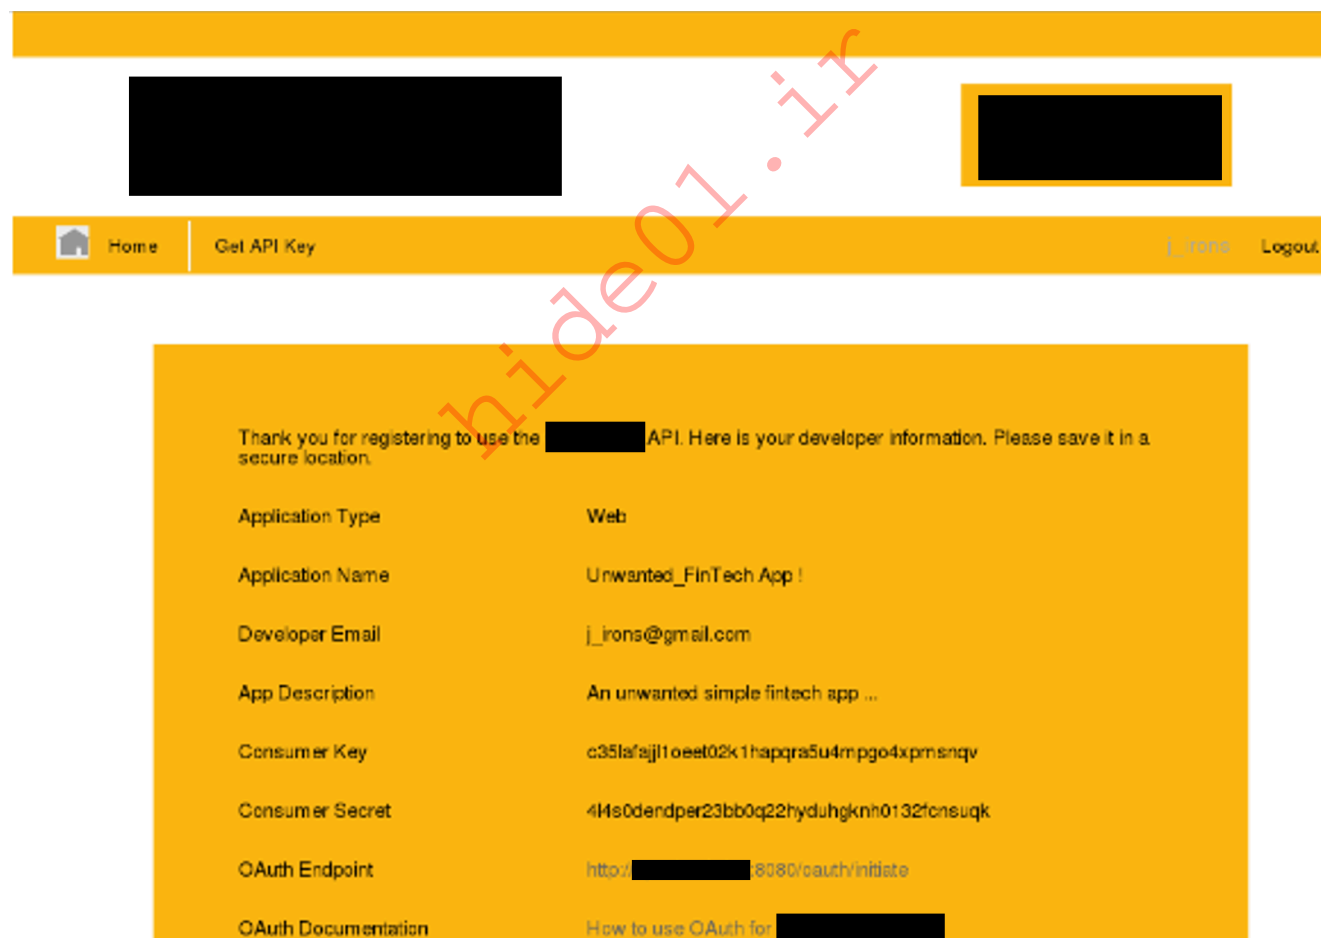 Home
Get API Key
j_irons
Logout
hide01.ir
Thank you for registering to use the API. Here is your developer information. Please save it in a
secure location.
Application Type Web
Application Name Unwanted_FinTech App !
Developer Email j_irons@gmail.com
App Description An unwanted simple fintech app ...
Consumer Key c35lafajjl1oeet02k1hapqra5u4mpgo4xpmsnqv
Consumer Secret 4l4s0dendper23bb0q22hyduhgknh0132fcnsuqk
OAuth Endpoint http:// :8080/oauth/initiate
OAuth Documentation How to use OAuth for